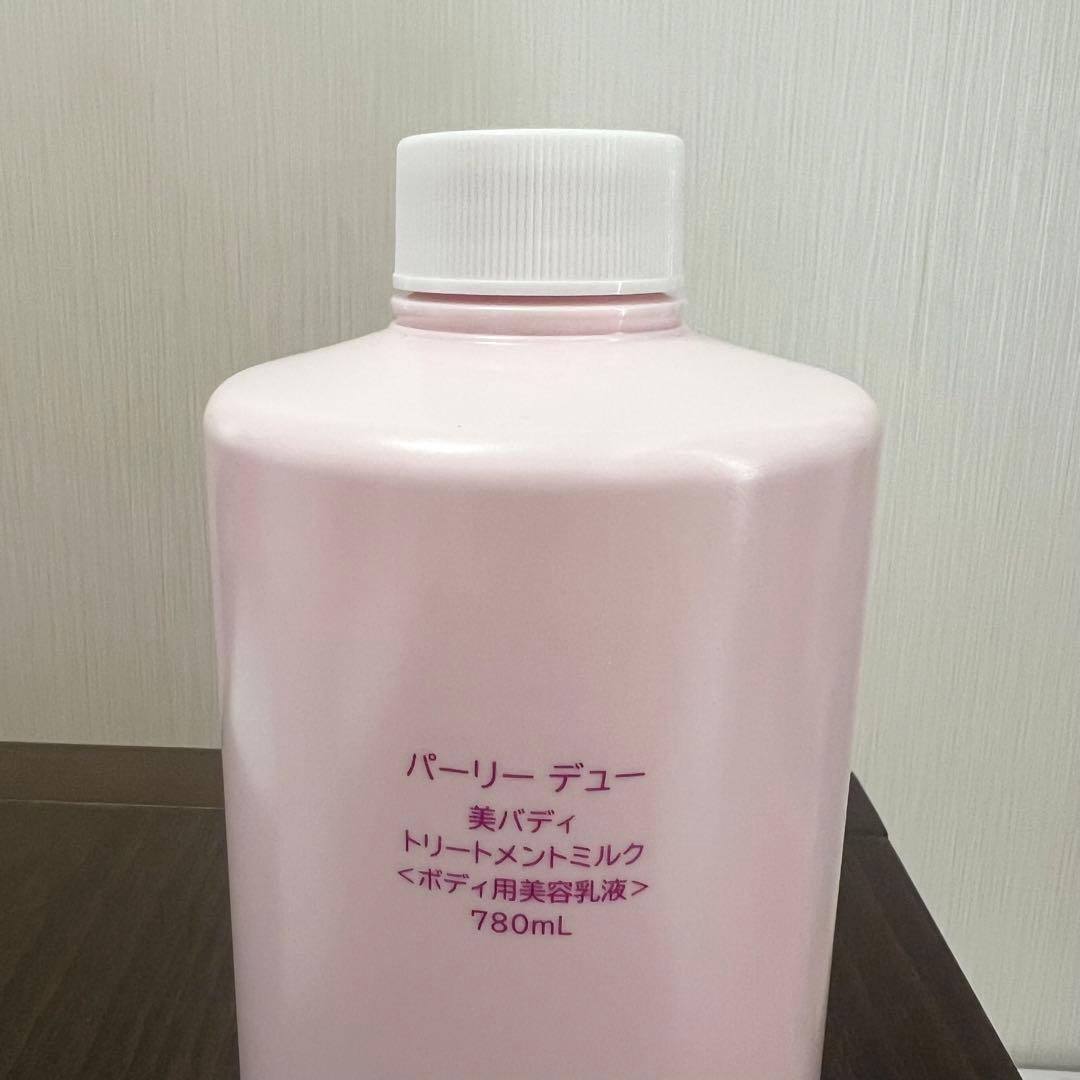 パーリー デュー
美バディ
トリートメントミルク
<ボディ用美容乳液>
780mL